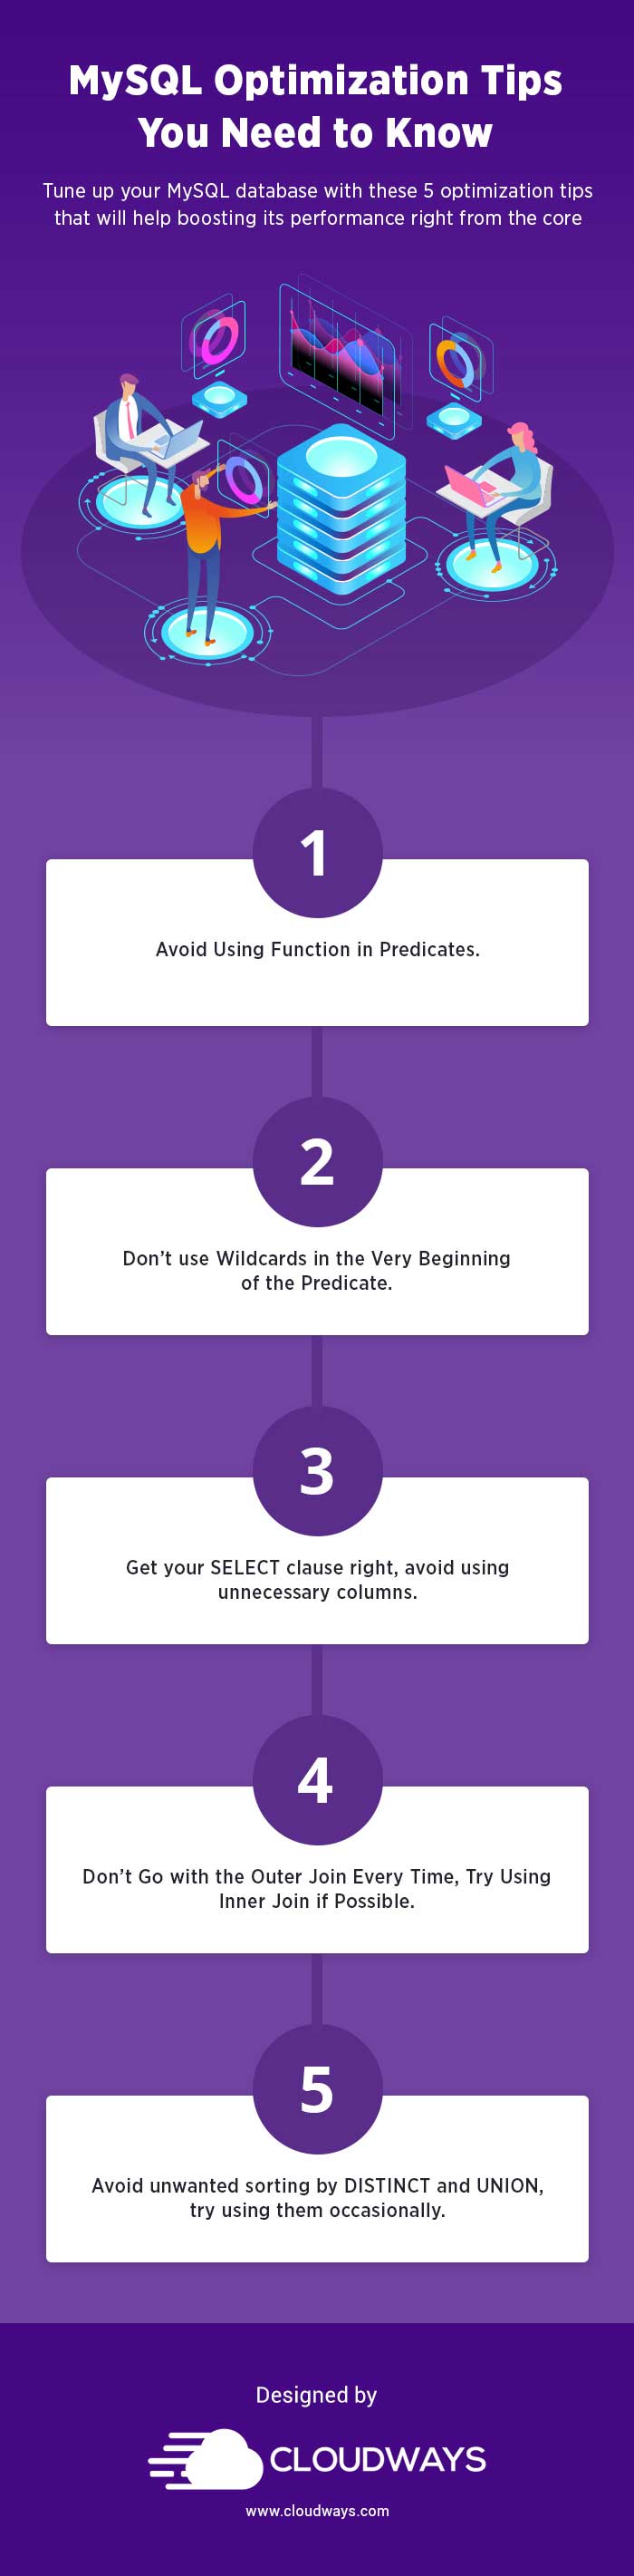 MySQL Optimization Tips
You Need to Know
Tune up your MySQL database with these 5 optimization tips
that will help boosting its performance right from the core
1
Avoid Using Function in Predicates.
2
Don’t use Wildcards in the Very Beginning
of the Predicate.
3
Get your SELECT clause right, avoid using
unnecessary columns.
4
Don’t Go with the Outer Join Every Time, Try Using
Inner Join if Possible.
5
Avoid unwanted sorting by DISTINCT and UNION,
try using them occasionally.
Designed by
CLOUDWAYS
www.cloudways.com